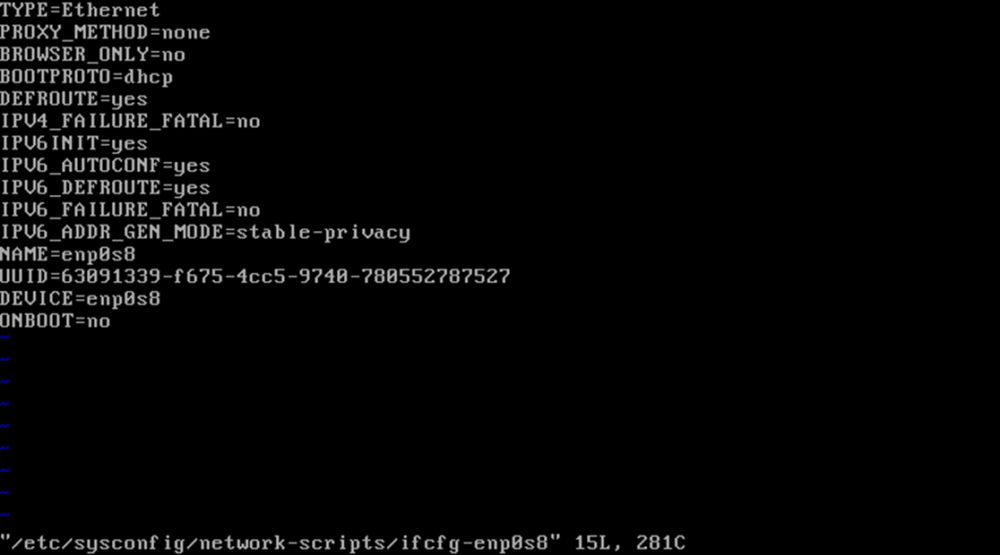 TYPE=Ethernet
PROXY_METHOD=none
BROWSER_ONLY=no
BOOTPROTO=dhcp
DEFROUTE=yes
IPV4_FAILURE_FATAL=no
IPV6INIT=yes
IPV6_AUTOCONF=yes
IPV6_DEFROUTE=yes
IPV6_FAILURE_FATAL=no
IPV6_ADDR_GEN_MODE=stable-privacy
NAME=enp0s8
UUID=63091339-f675-4cc5-9740-780552787527
DEVICE=enp0s8
ONBOOT=no
~
~
~
~
~
~
~
~
~
"/etc/sysconfig/network-scripts/ifcfg-enp0s8" 15L, 281C